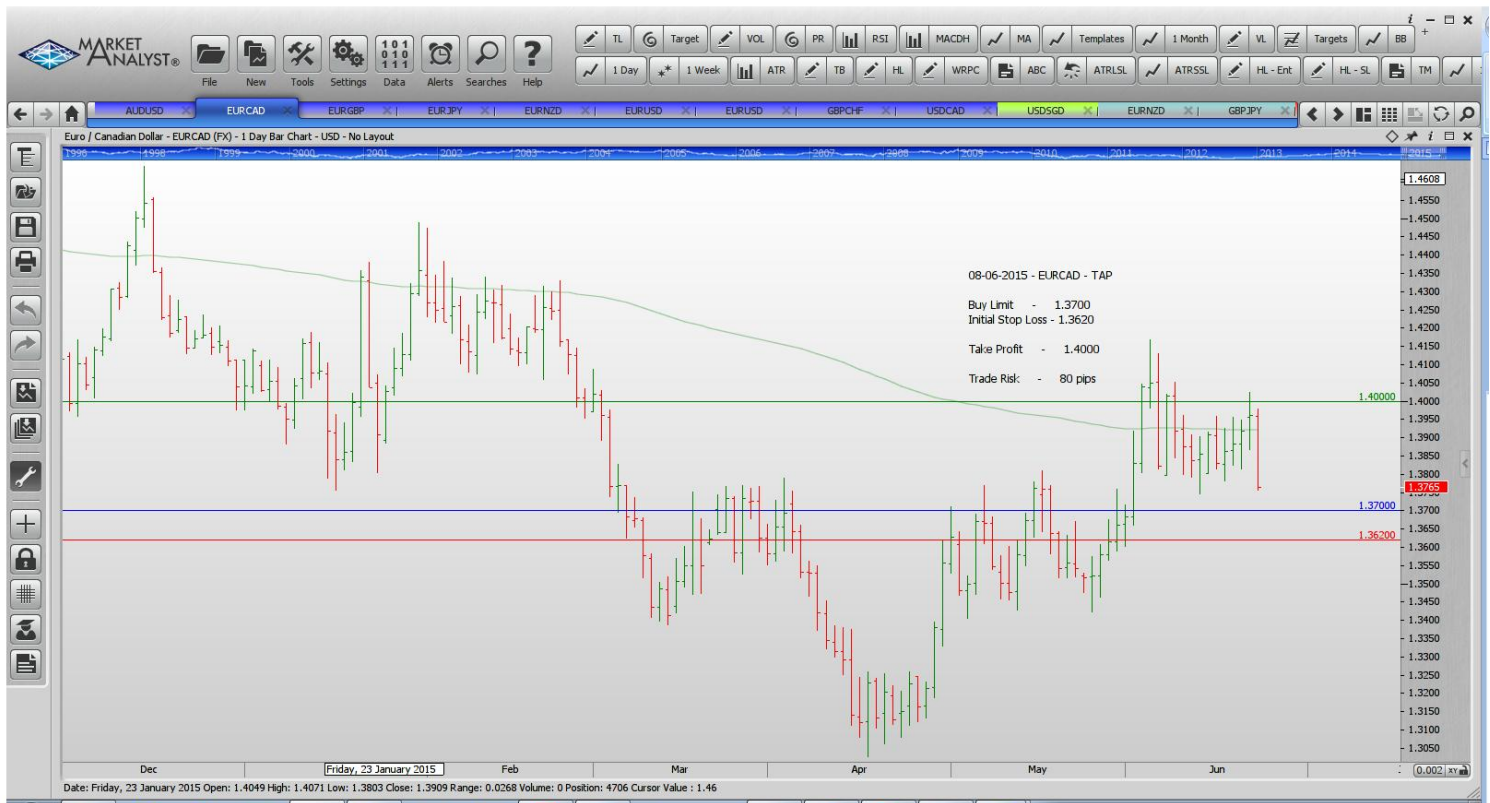 MARKET
ANALYST®
File New Tools Settings Data Alerts Searches Help
101
010
111
TL Target VOL PR RSI MACDH MA Templates 1 Month VL Targets BB
1 Day 1 Week ATR TB HL WRPC ABC ATRLSL ATRSSL HL - Ent HL - SL TM
AUDUSD EURCAD EURGBP EURJPY EURNZD EURUSD EURUSD GBPCHF USDCAD USDSGD EURNZD GBPJPY
Euro / Canadian Dollar - EURCAD (FX) - 1 Day Bar Chart - USD - No Layout
1996 1998 1999 2000 2001 2002 2003 2004 2005 2006 2007 2008 2009 2010 2011 2012 2013 2014 2015
1.4608
1.4550
1.4500
1.4450
1.4400
1.4350
1.4300
1.4250
1.4200
1.4150
1.4100
1.4050
1.4000
1.3950
1.3900
1.3850
1.3800
1.3765
1.3700
1.3650
1.3600
1.3550
1.3500
1.3450
1.3400
1.3350
1.3300
1.3250
1.3200
1.3150
1.3100
1.3050
08-06-2015 - EURCAD - TAP
Buy Limit - 1.3700
Initial Stop Loss - 1.3620
Take Profit - 1.4000
Trade Risk - 80 pips
1.40000
1.37000
1.36200
Dec Friday, 23 January 2015 Feb Mar Apr May Jun
0.002 XY
Date: Friday, 23 January 2015 Open: 1.4049 High: 1.4071 Low: 1.3803 Close: 1.3909 Range: 0.0268 Volume: 0 Position: 4706 Cursor Value : 1.46